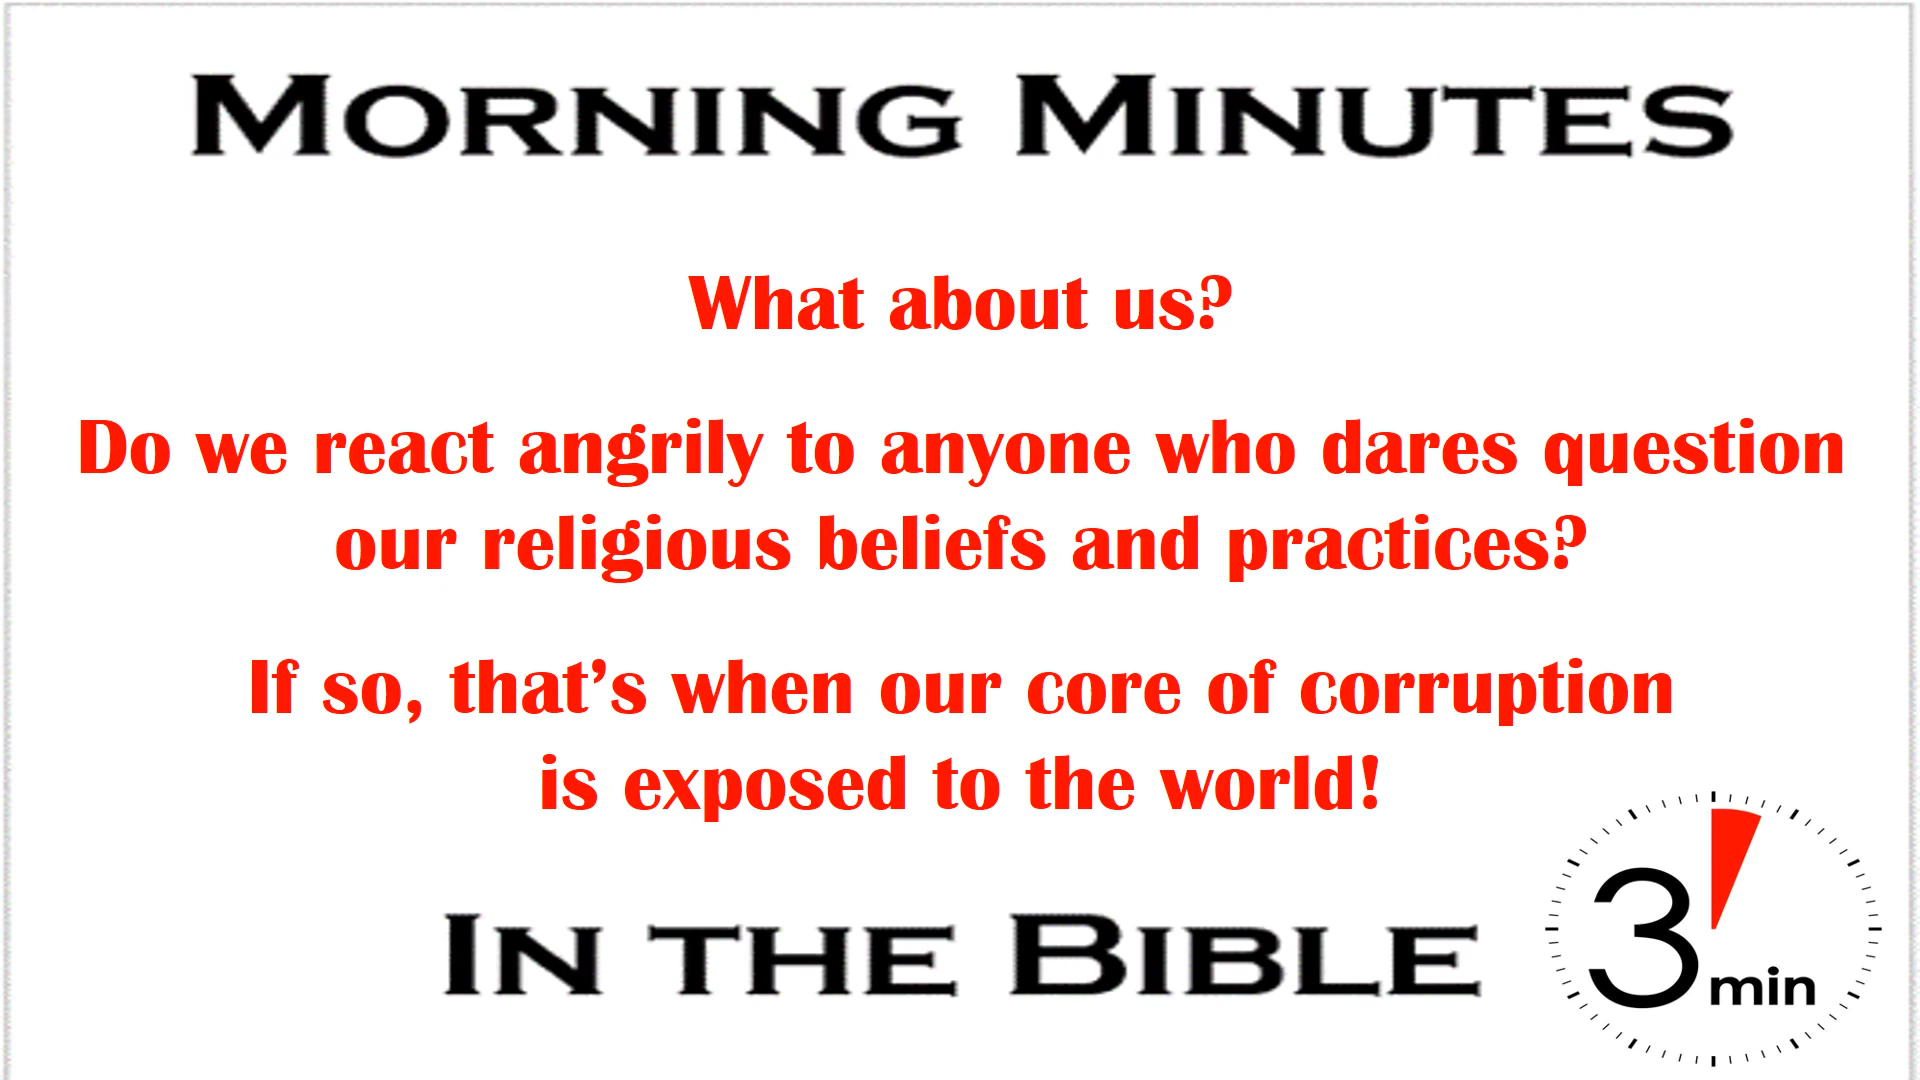 Morning Minutes
What about us?
Do we react angrily to anyone who dares question
our religious beliefs and practices?
If so, that’s when our core of corruption
is exposed to the world!
In the Bible
3 min